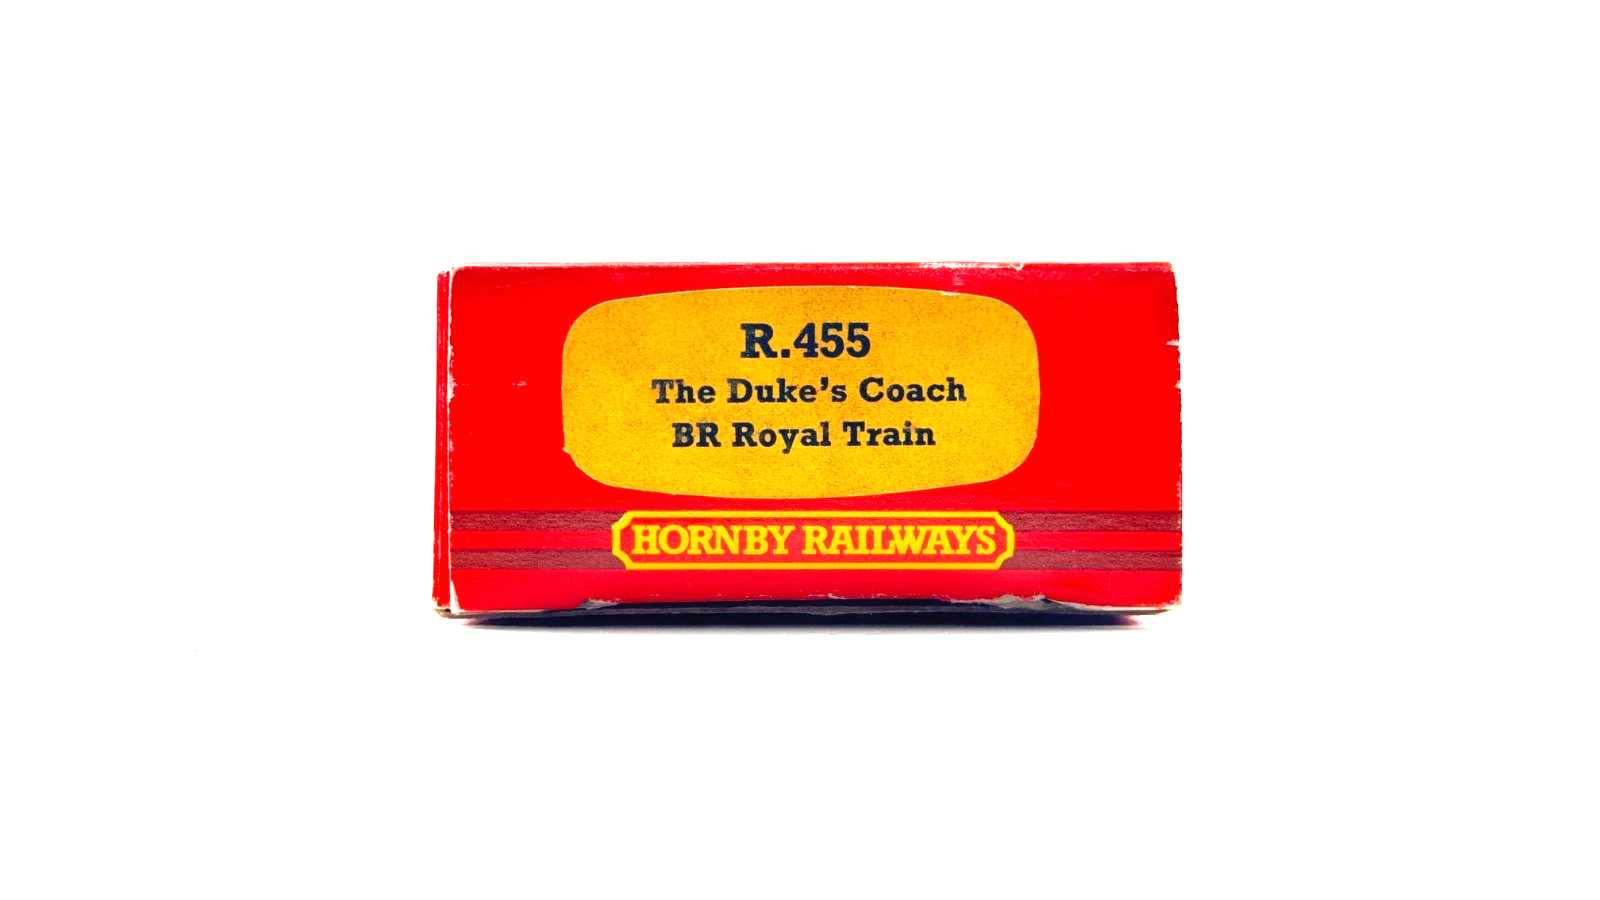 R.455
The Duke's Coach
BR Royal Train
HORNBY RAILWAYS